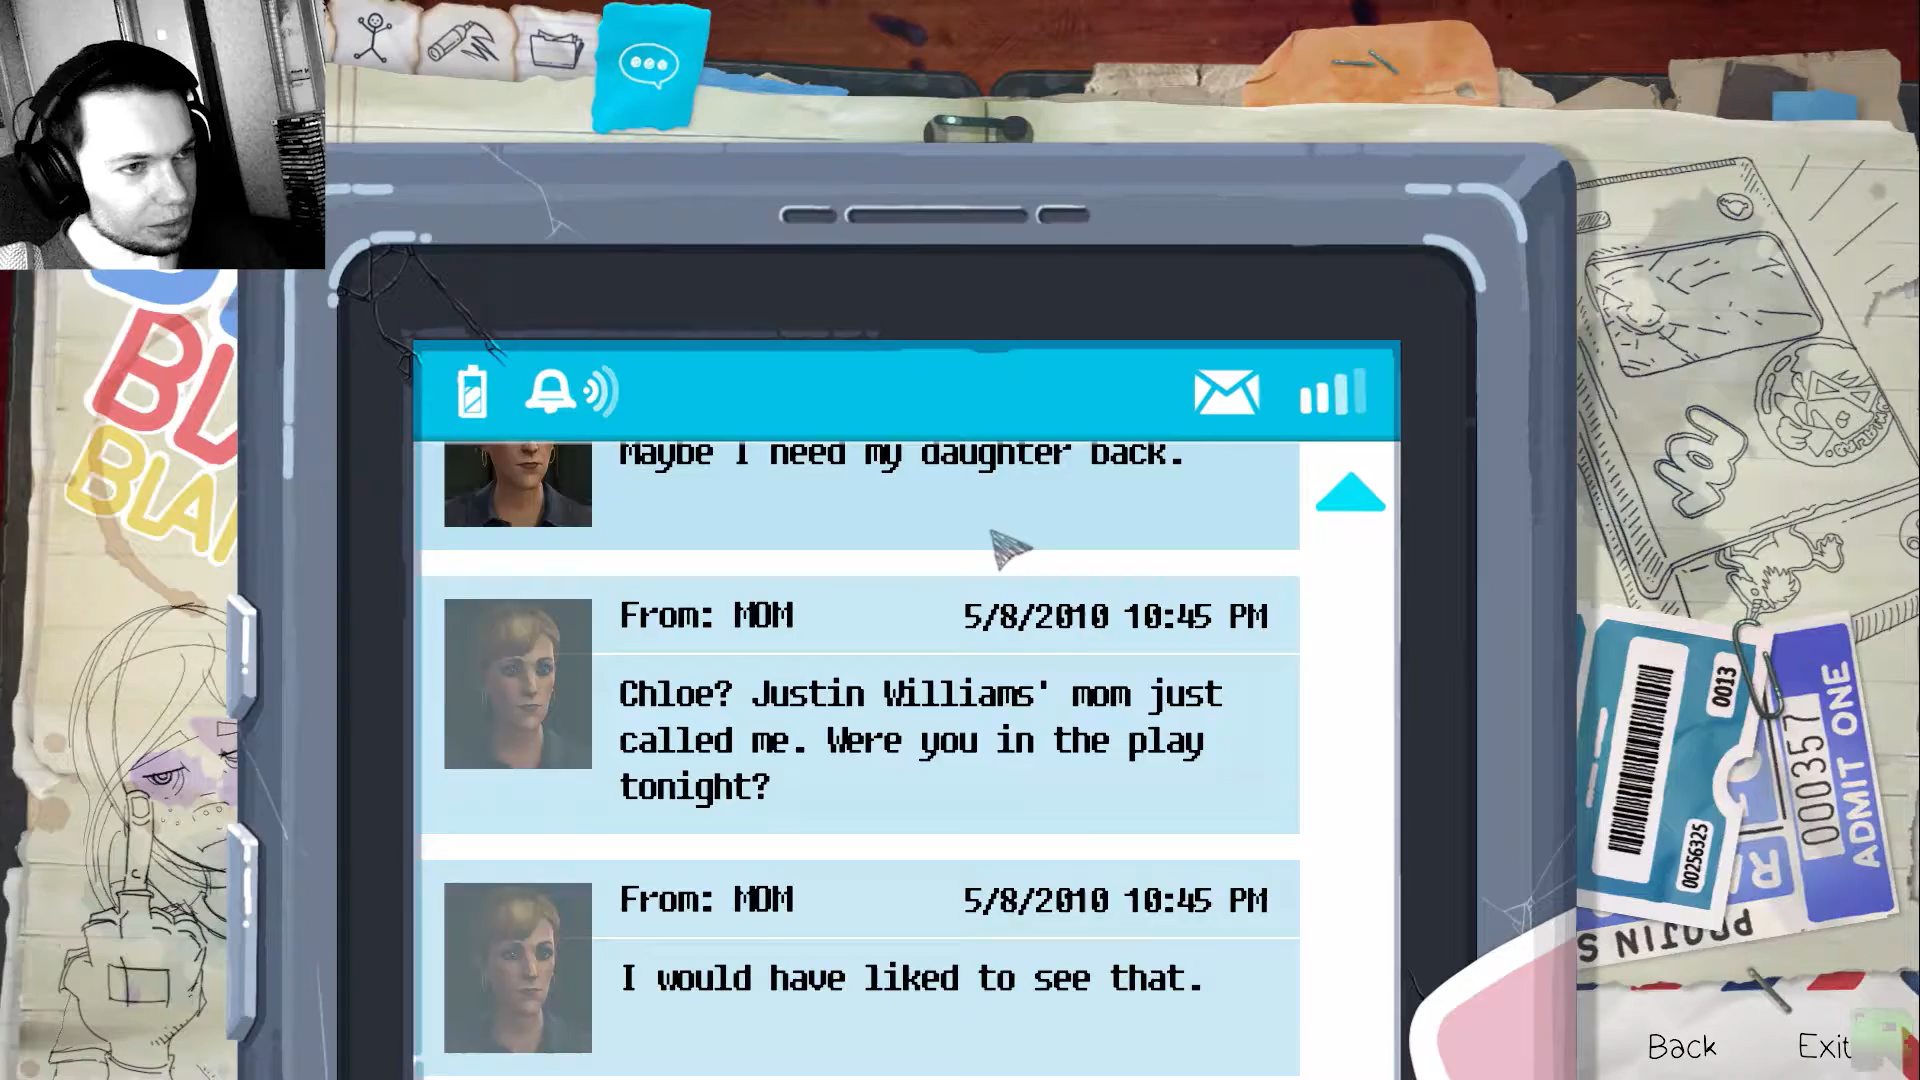 Maybe I need my daughter back.
From: MOM 5/8/2010 10:45 PM
Chloe? Justin Williams' mom just
called me. Were you in the play
tonight?
From: MOM 5/8/2010 10:45 PM
I would have liked to see that.
BLA
0013
00256325
000357
ADMIT ONE
Back Exit